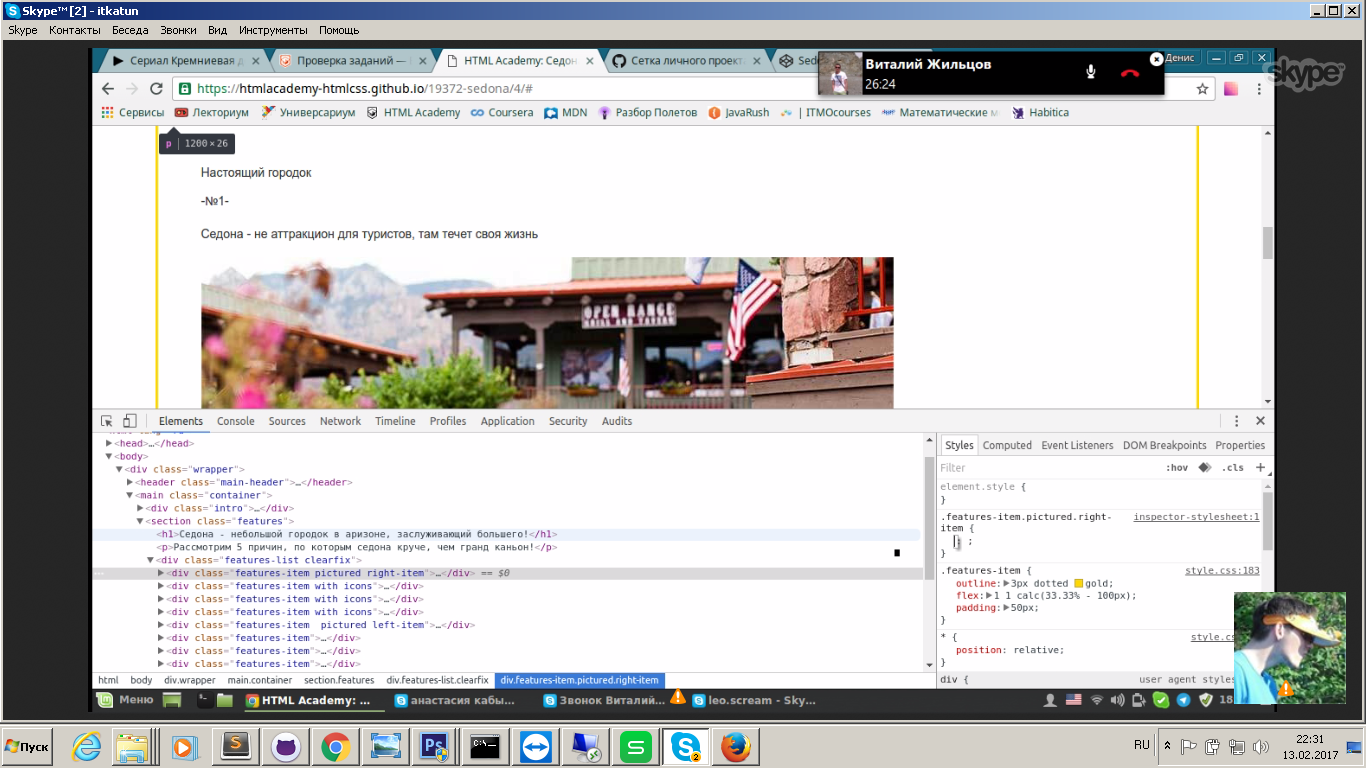 Skype™ [2] - itkatun
Skype Контакты Беседа Звонки Вид Инструменты Помощь
Сериал Кремниевая д
Проверка заданий —
HTML Academy: Седон
Сетка личного проект
Sed
Денис
Виталий Жильцов
26:24
skype
https://htmlacademy-htmlcss.github.io/19372-sedona/4/#
Сервисы Лекториум Универсариум HTML Academy Coursera MDN Разбор Полетов JavaRush | ITMOcourses Математические Habitica
p | 1200 × 26
Настоящий городок
-№1-
Седона - не аттракцион для туристов, там течет своя жизнь
OPEN RANGE
GRILL AND TAVERN
Elements Console Sources Network Timeline Profiles Application Security Audits
<head>…</head>
<body>
<div class="wrapper">
<header class="main-header">…</header>
<main class="container">
<div class="intro">…</div>
<section class="features">
<h1>Седона - небольшой городок в аризоне, заслуживающий большего!</h1>
<p>Рассмотрим 5 причин, по которым седона круче, чем гранд каньон!</p>
<div class="features-list clearfix">
<div class="features-item pictured right-item">…</div> == $0
<div class="features-item with icons">…</div>
<div class="features-item with icons">…</div>
<div class="features-item with icons">…</div>
<div class="features-item  pictured left-item">…</div>
<div class="features-item">…</div>
<div class="features-item">…</div>
<div class="features-item">…</div>
html body div.wrapper main.container section.features div.features-list.clearfix div.features-item.pictured.right-item
Styles Computed Event Listeners DOM Breakpoints Properties
Filter :hov .cls +
element.style {
}
.features-item.pictured.right-item { inspector-stylesheet:1
: ;
}
.features-item { style.css:183
outline: 3px dotted gold;
flex: 1 1 calc(33.33% - 100px);
padding: 50px;
}
* { style.cs
position: relative;
}
div { user agent styles
Меню
HTML Academy: ...
анастасия кабы...
Звонок Виталий...
leo.scream - Sky...
18
Пуск
RU
22:31
13.02.2017